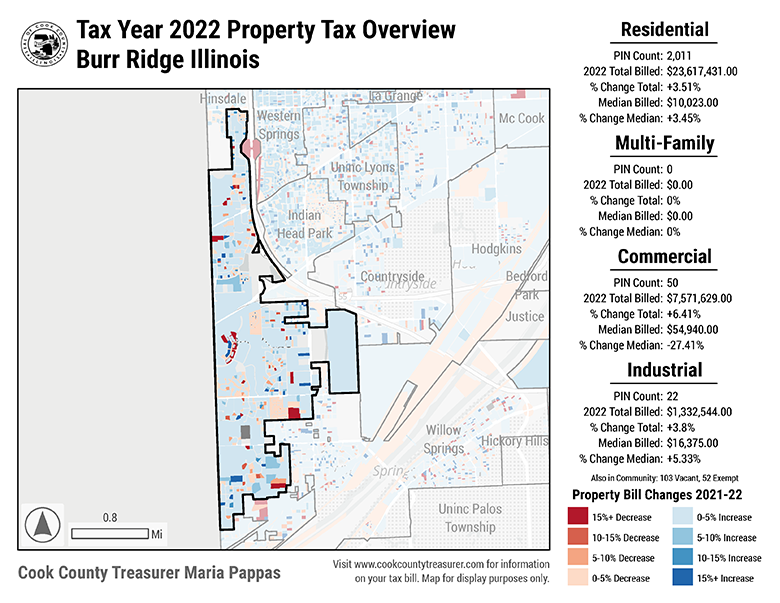 Tax Year 2022 Property Tax Overview
Burr Ridge Illinois
Hinsdale
La Grange
Western
Springs
Mc Cook
Uninc Lyons
Township
Indian
Head Park
Hodgkins
Countryside
Bedford
Park
Justice
Willow
Springs
Hickory Hills
Uninc Palos
Township
0.8
Mi
Cook County Treasurer Maria Pappas
Visit www.cookcountytreasurer.com for information
on your tax bill. Map for display purposes only.
Residential
PIN Count: 2,011
2022 Total Billed: $23,617,431.00
% Change Total: +3.51%
Median Billed: $10,023.00
% Change Median: +3.45%
Multi-Family
PIN Count: 0
2022 Total Billed: $0.00
% Change Total: 0%
Median Billed: $0.00
% Change Median: 0%
Commercial
PIN Count: 50
2022 Total Billed: $7,571,629.00
% Change Total: +6.41%
Median Billed: $54,940.00
% Change Median: -27.41%
Industrial
PIN Count: 22
2022 Total Billed: $1,332,544.00
% Change Total: +3.8%
Median Billed: $16,375.00
% Change Median: +5.33%
Also in Community: 103 Vacant, 52 Exempt
Property Bill Changes 2021-22
15%+ Decrease
0-5% Increase
10-15% Decrease
5-10% Increase
5-10% Decrease
10-15% Increase
0-5% Decrease
15%+ Increase